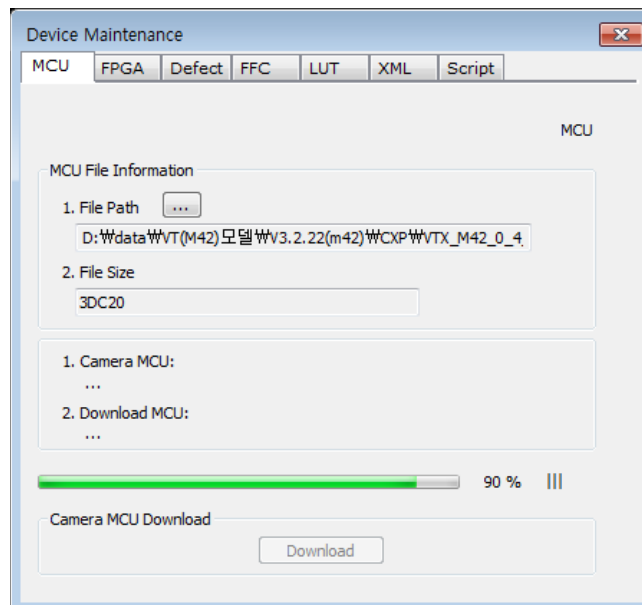 Device Maintenance
MCU FPGA Defect FFC LUT XML Script
MCU
MCU File Information
1. File Path ...
D:₩data₩VT(M42)모델₩V3.2.22(m42)₩CXP₩VTX_M42_0_4_
2. File Size
3DC20
1. Camera MCU:
...
2. Download MCU:
...
90 %
Camera MCU Download
Download